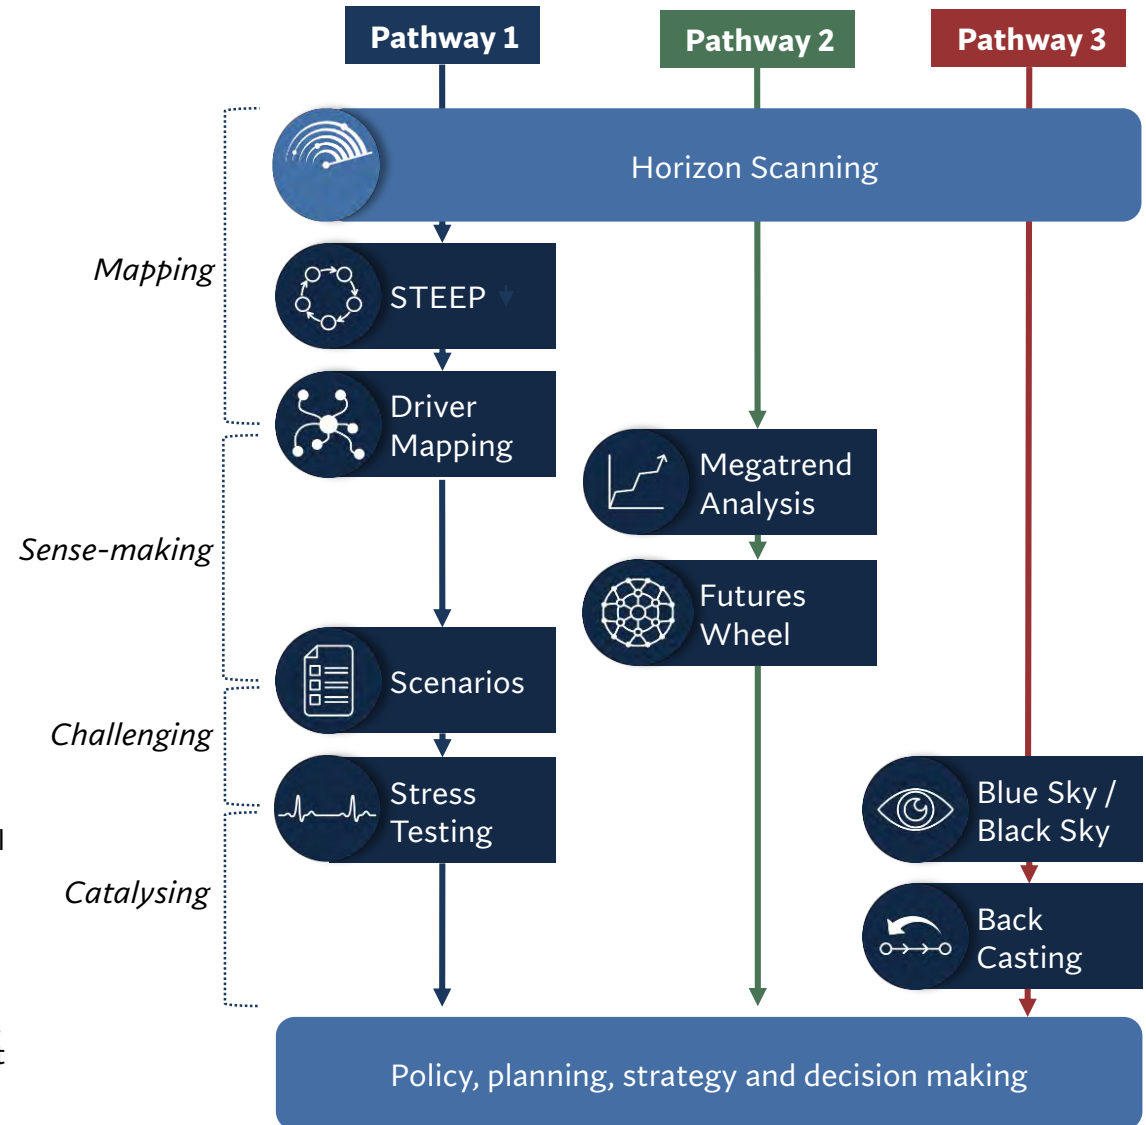 Pathway 1
Pathway 2
Pathway 3
Horizon Scanning
Mapping
STEEP
Driver
Mapping
Megatrend
Analysis
Sense-making
Futures
Wheel
Scenarios
Challenging
Stress
Testing
Blue Sky /
Black Sky
Catalysing
Back
Casting
Policy, planning, strategy and decision making